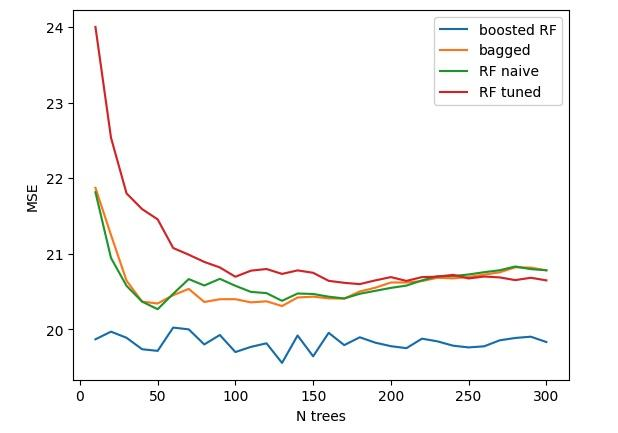 24
23
22
21
20
MSE
0 50 100 150 200 250 300
N trees
boosted RF
bagged
RF naive
RF tuned